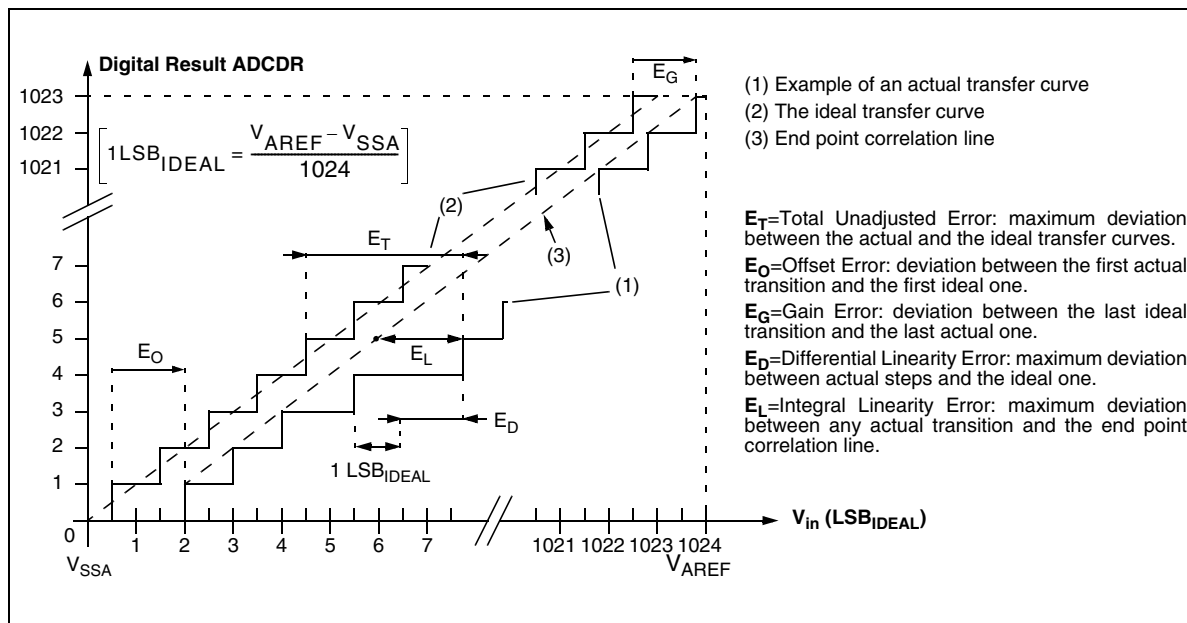 Digital Result ADCDR
E_G
(1) Example of an actual transfer curve
(2) The ideal transfer curve
(3) End point correlation line
1023
1022
1021
1LSB_IDEAL = (V_AREF – V_SSA) / 1024
(2)
E_T
(3)
(1)
E_T=Total Unadjusted Error: maximum deviation
between the actual and the ideal transfer curves.
E_O=Offset Error: deviation between the first actual
transition and the first ideal one.
E_G=Gain Error: deviation between the last ideal
transition and the last actual one.
E_D=Differential Linearity Error: maximum deviation
between actual steps and the ideal one.
E_L=Integral Linearity Error: maximum deviation
between any actual transition and the end point
correlation line.
7
6
5
4
3
2
1
0
E_O
E_L
E_D
1 LSB_IDEAL
V_in (LSB_IDEAL)
1 2 3 4 5 6 7 1021 1022 1023 1024
V_SSA
V_AREF